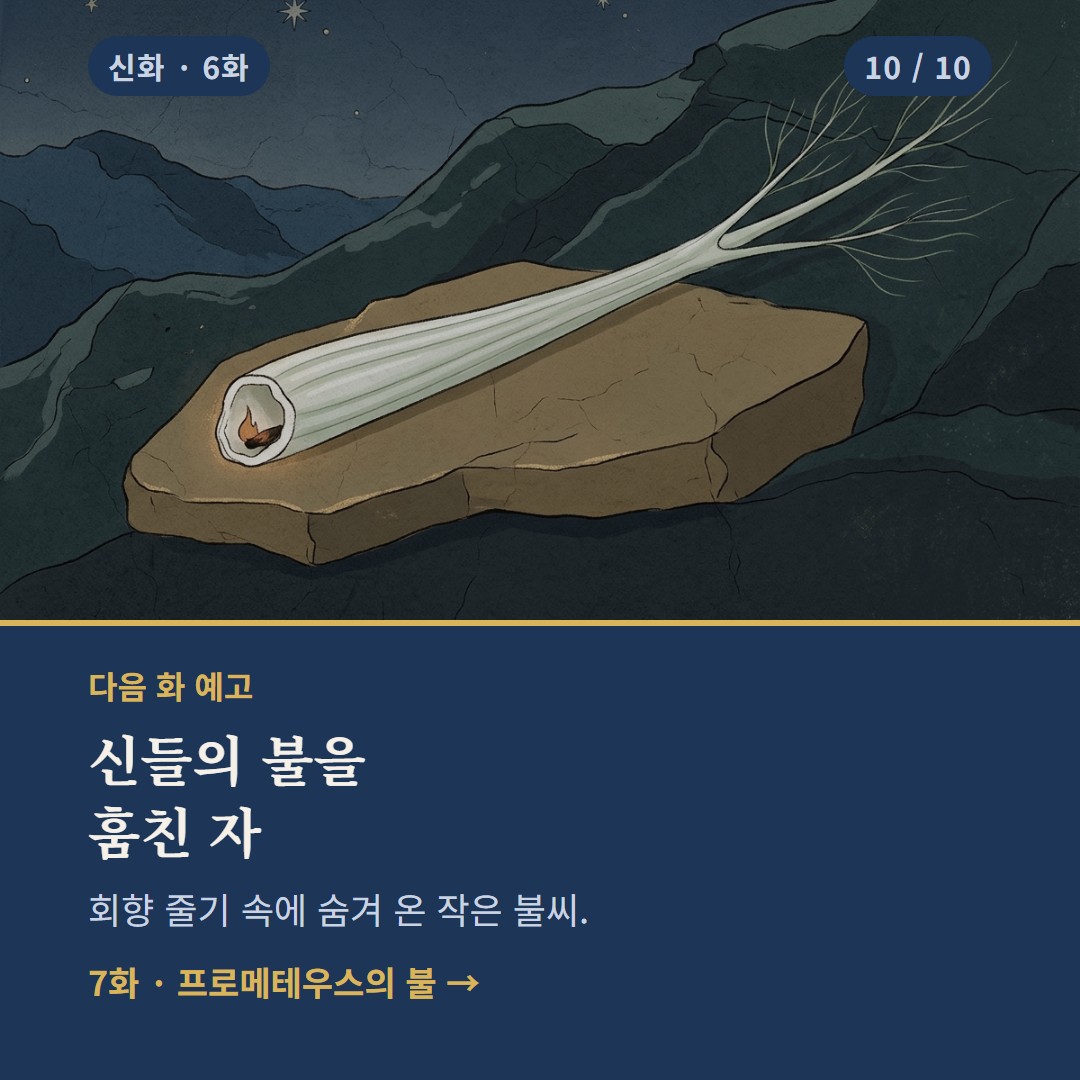 신화 · 6화
10 / 10
다음 화 예고
신들의 불을
훔친 자
회향 줄기 속에 숨겨 온 작은 불씨.
7화 · 프로메테우스의 불 →